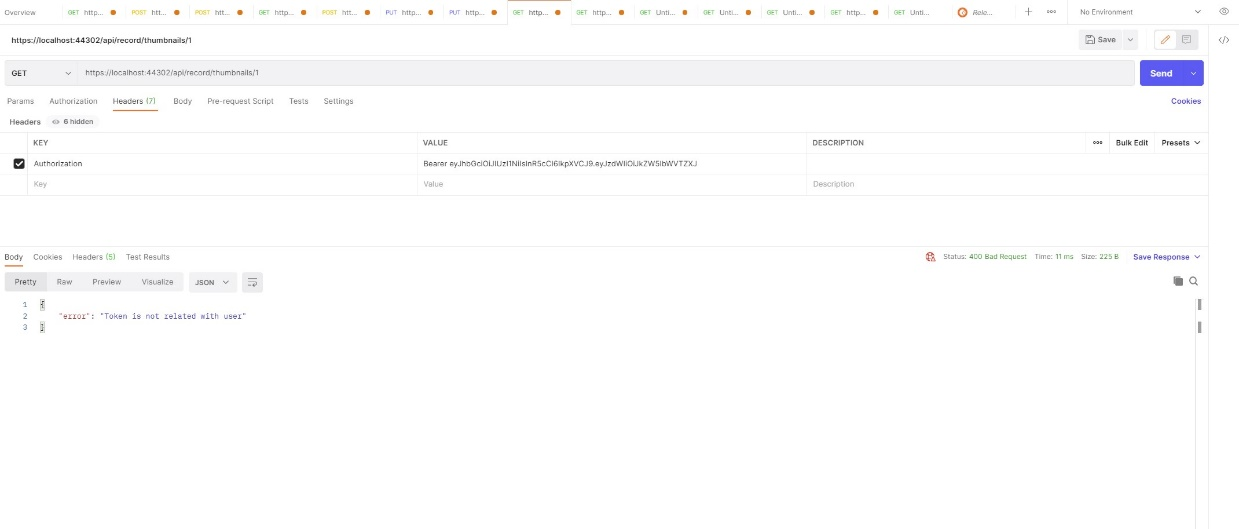 Overview GET http... POST htt... POST htt... GET http... POST htt... PUT http... PUT http... GET http... GET http... GET Unti... GET Unti... GET Unti... GET http... GET Unti... Rele... No Environment
https://localhost:44302/api/record/thumbnails/1 Save
GET https://localhost:44302/api/record/thumbnails/1 Send
Params Authorization Headers (7) Body Pre-request Script Tests Settings Cookies
Headers 6 hidden
KEY VALUE DESCRIPTION Bulk Edit Presets
Authorization Bearer
Key Value Description
Body Cookies Headers (5) Test Results Status: 400 Bad Request Time: 11 ms Size: 225 B Save Response
Pretty Raw Preview Visualize JSON
1 {
2 "error": "Token is not related with user"
3 }